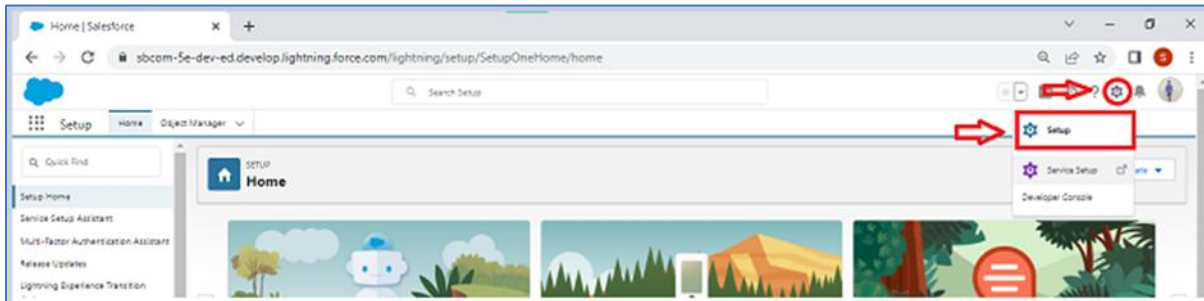 Home | Salesforce
sbcom-5e-dev-ed.develop.lightning.force.com/lightning/setup/SetupOneHome/home
S
Search Setup
?
Setup
Home
Object Manager
Setup
Quick Find
SETUP
Home
Service Setup
ate
Setup Home
Developer Console
Service Setup Assistant
Multi-Factor Authentication Assistant
Release Updates
Lightning Experience Transition